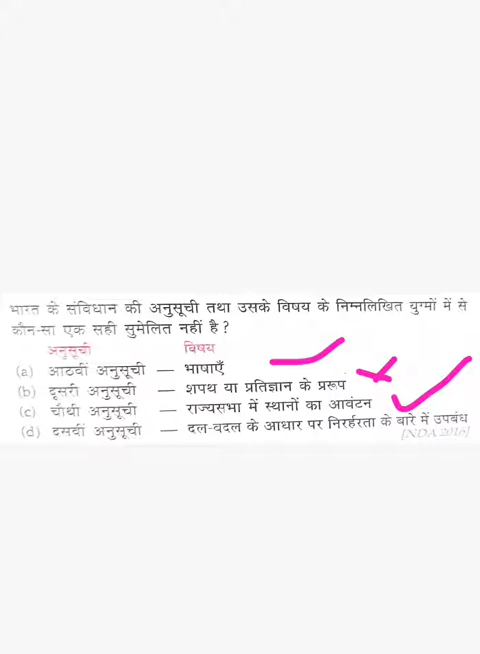 भारत के संविधान की अनुसूची तथा उसके विषय के निम्नलिखित युग्मों में से
कौन-सा एक सही सुमेलित नहीं है ?
अनुसूची विषय
(a) आठवीं अनुसूची — भाषाएँ
(b) दूसरी अनुसूची — शपथ या प्रतिज्ञान के प्ररूप
(c) चौथी अनुसूची — राज्यसभा में स्थानों का आवंटन
(d) दसवीं अनुसूची — दल-बदल के आधार पर निरर्हरता के बारे में उपबंध
[NDA 2016]